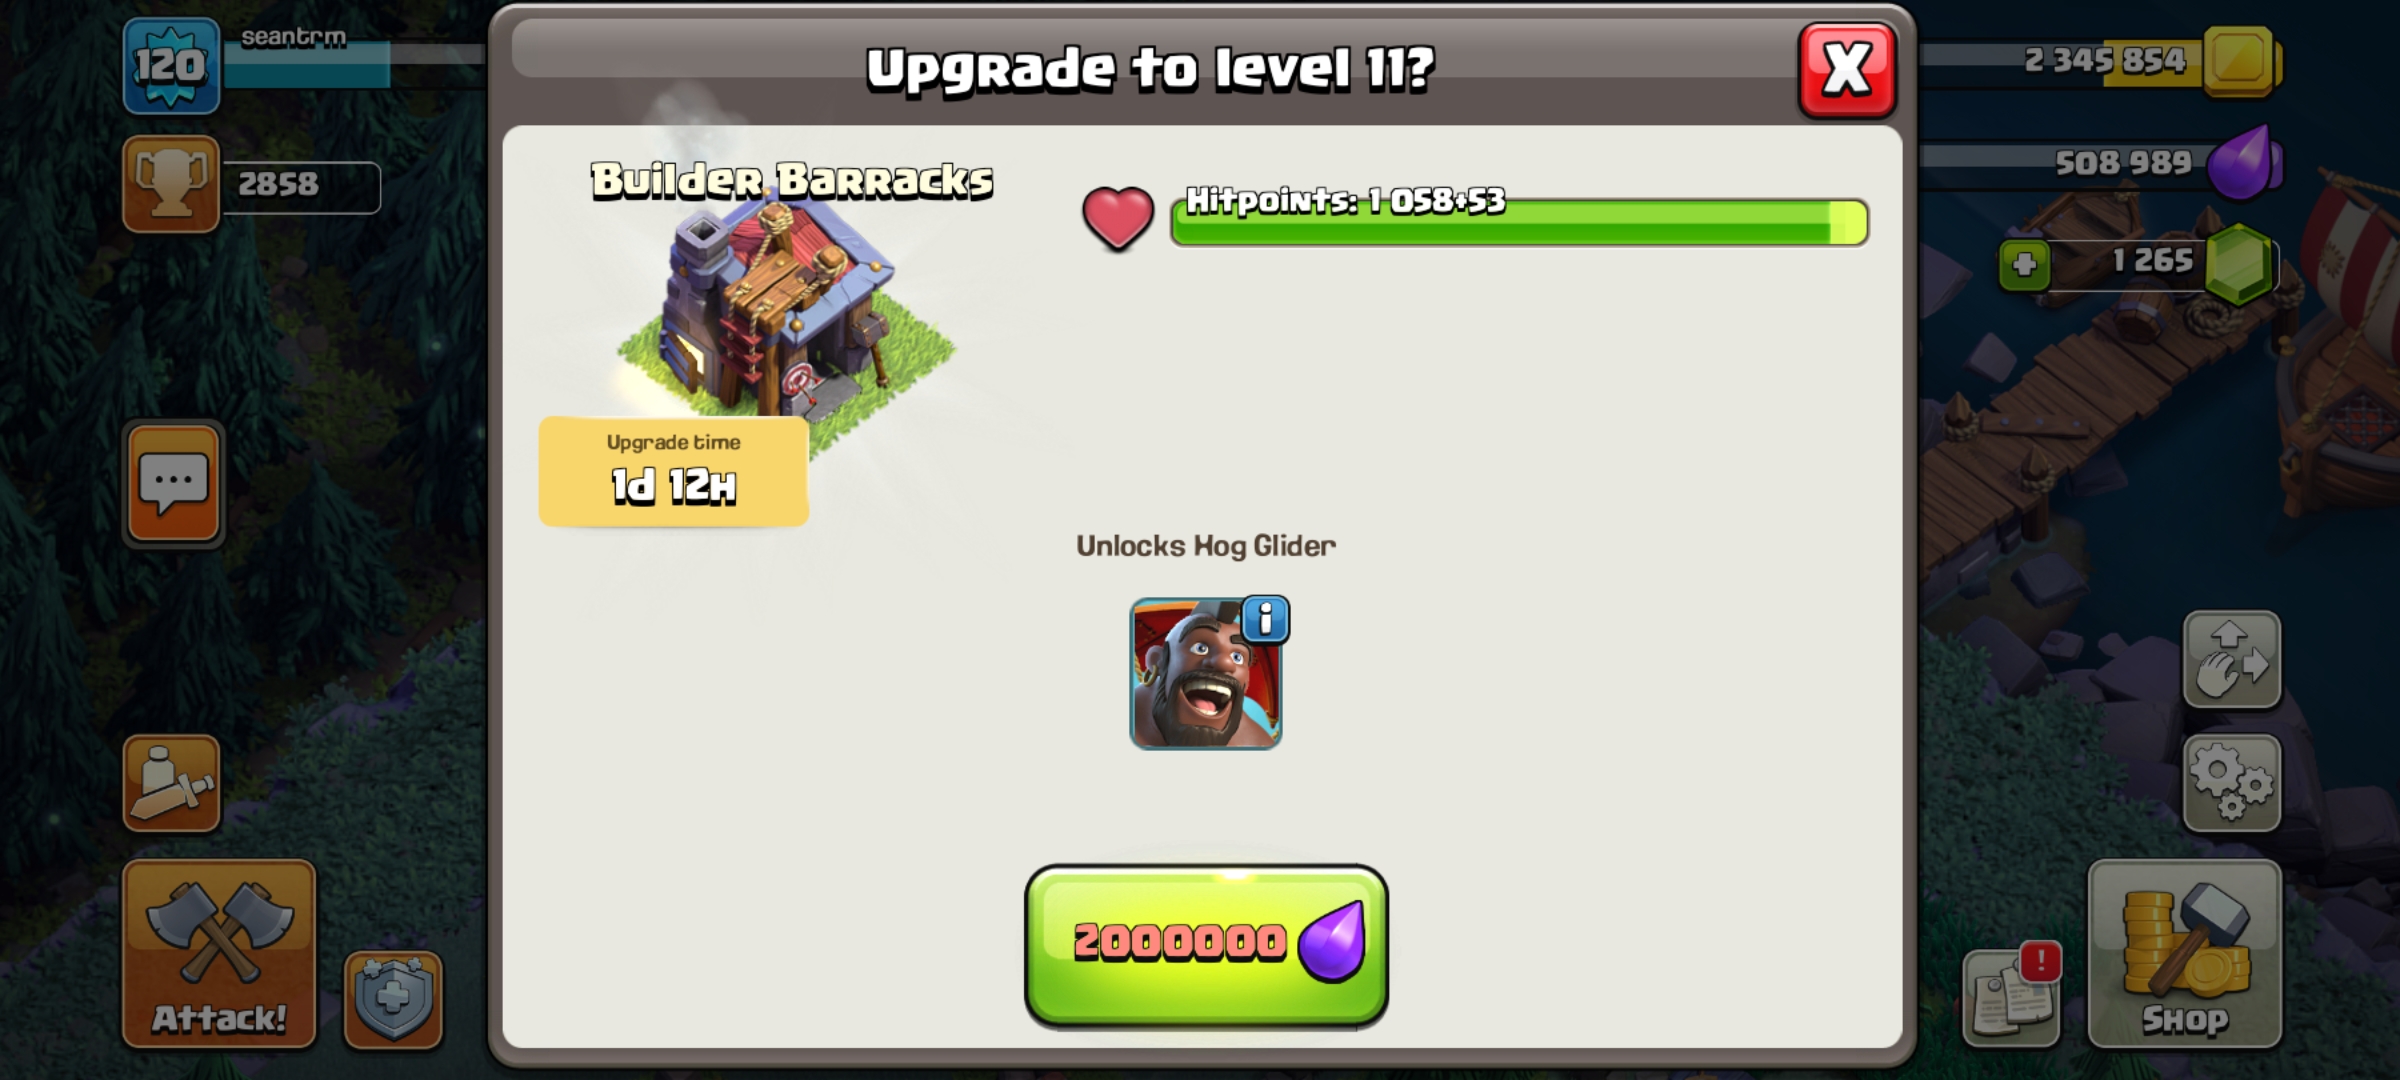 120
seantrm
2858
Upgrade to level 11?
X
2 345 854
508 989
1 265
Builder Barracks
Hitpoints: 1 058+53
Upgrade time
1d 12H
Unlocks Hog Glider
i
2000000
Attack!
!
Shop